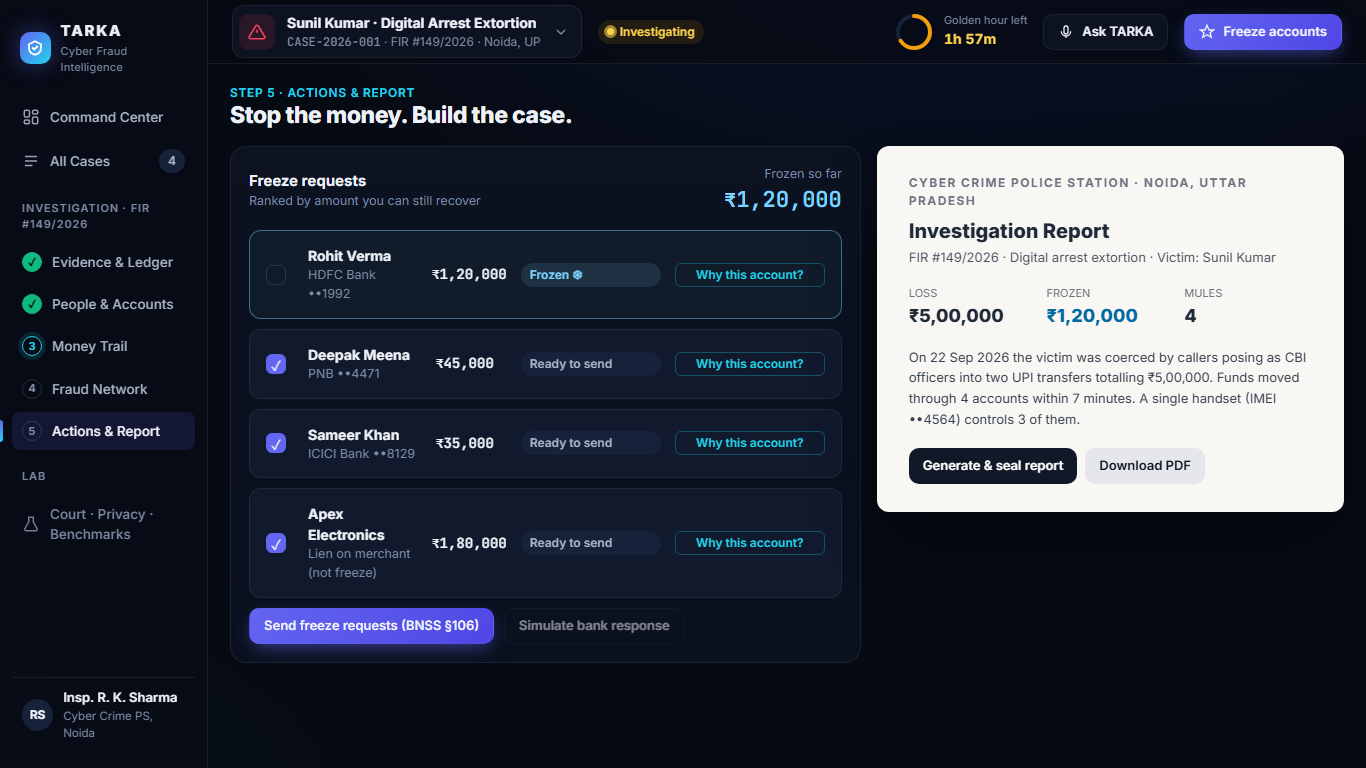 TARKA
Cyber Fraud
Intelligence
Command Center
All Cases 4
INVESTIGATION · FIR
#149/2026
✓ Evidence & Ledger
✓ People & Accounts
3 Money Trail
4 Fraud Network
5 Actions & Report
LAB
Court · Privacy ·
Benchmarks
RS
Insp. R. K. Sharma
Cyber Crime PS,
Noida
Sunil Kumar · Digital Arrest Extortion
CASE-2026-001 · FIR #149/2026 · Noida, UP
Investigating
Golden hour left
1h 57m
Ask TARKA
Freeze accounts
STEP 5 · ACTIONS & REPORT
Stop the money. Build the case.
Freeze requests
Ranked by amount you can still recover
Frozen so far
₹1,20,000
Rohit Verma
HDFC Bank
••1992
₹1,20,000
Frozen ❄
Why this account?
Deepak Meena
PNB ••4471
₹45,000
Ready to send
Why this account?
Sameer Khan
ICICI Bank ••8129
₹35,000
Ready to send
Why this account?
Apex
Electronics
Lien on merchant
(not freeze)
₹1,80,000
Ready to send
Why this account?
Send freeze requests (BNSS §106)
Simulate bank response
CYBER CRIME POLICE STATION · NOIDA, UTTAR
PRADESH
Investigation Report
FIR #149/2026 · Digital arrest extortion · Victim: Sunil Kumar
LOSS FROZEN MULES
₹5,00,000 ₹1,20,000 4
On 22 Sep 2026 the victim was coerced by callers posing as CBI
officers into two UPI transfers totalling ₹5,00,000. Funds moved
through 4 accounts within 7 minutes. A single handset (IMEI
••4564) controls 3 of them.
Generate & seal report
Download PDF